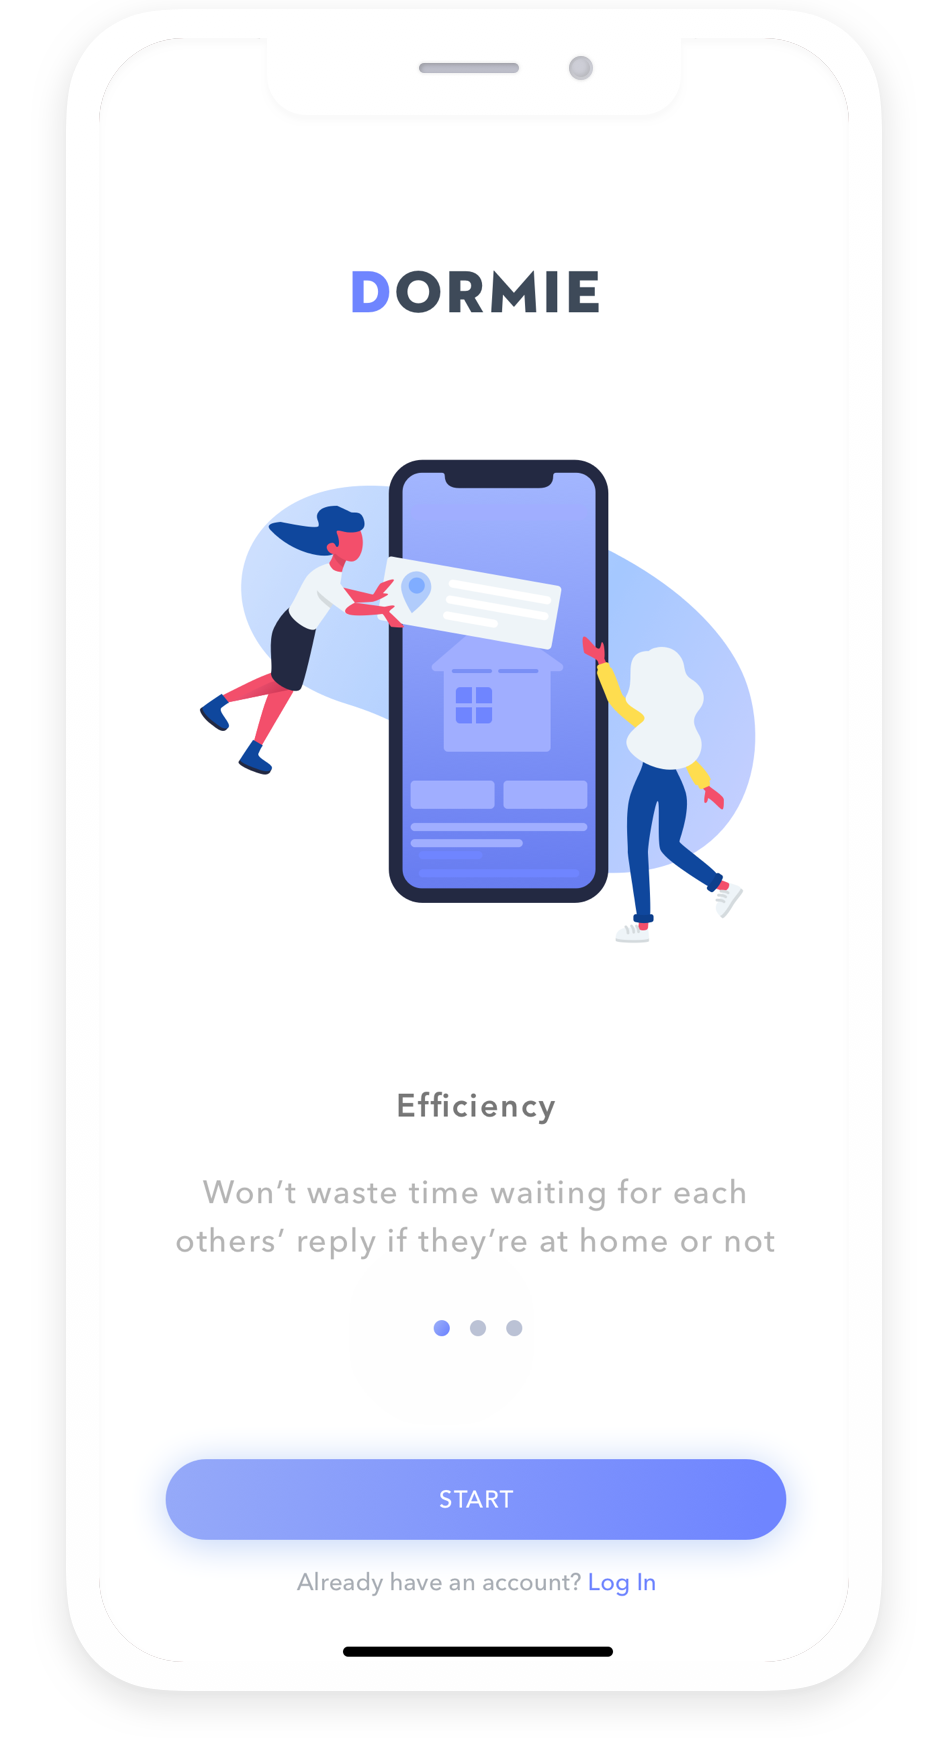 DORMIE
Efficiency
Won’t waste time waiting for each
others’ reply if they’re at home or not
START
Already have an account? Log In